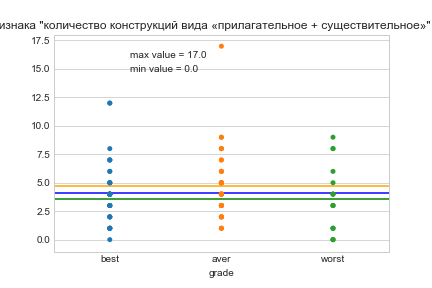 изнака "количество конструкций вида «прилагательное + существительное»"
17.5
max value = 17.0
15.0
min value = 0.0
12.5
10.0
7.5
5.0
2.5
0.0
best aver worst
grade